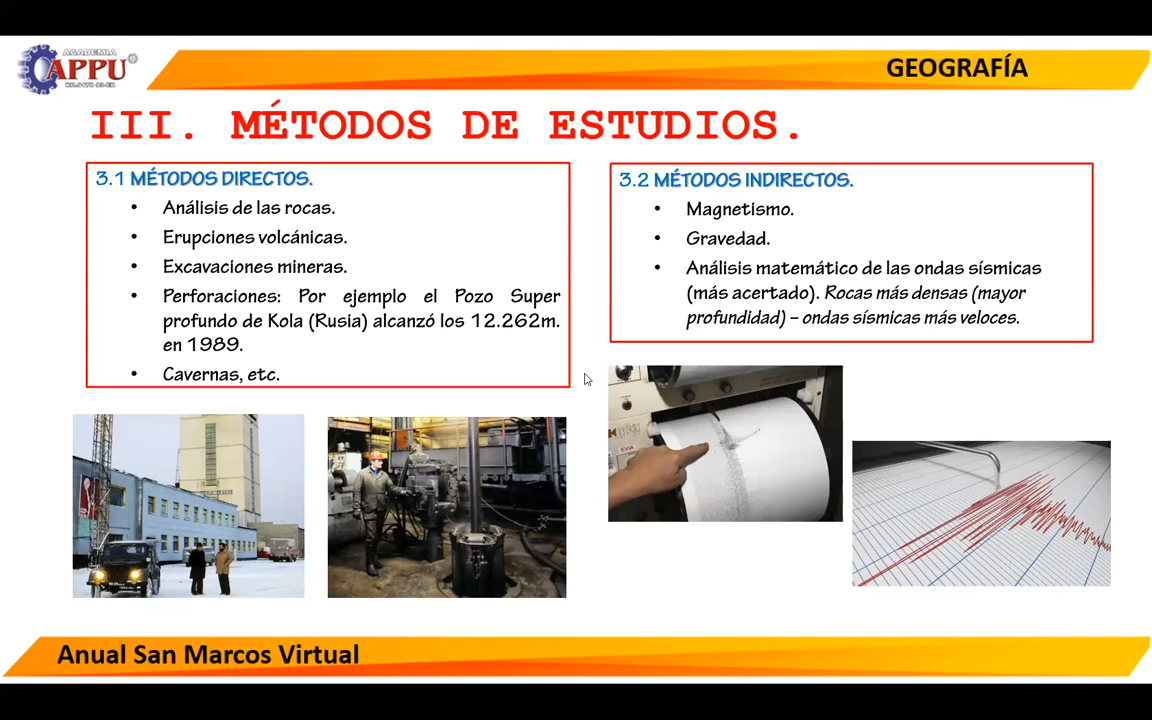 ACADEMIA
APPU
GEOGRAFÍA
III. MÉTODOS DE ESTUDIOS.
3.1 MÉTODOS DIRECTOS.
• Análisis de las rocas.
• Erupciones volcánicas.
• Excavaciones mineras.
• Perforaciones: Por ejemplo el Pozo Super
profundo de Kola (Rusia) alcanzó los 12.262m.
en 1989.
• Cavernas, etc.
3.2 MÉTODOS INDIRECTOS.
• Magnetismo.
• Gravedad.
• Análisis matemático de las ondas sísmicas
(más acertado). Rocas más densas (mayor
profundidad) – ondas sísmicas más veloces.
Anual San Marcos Virtual